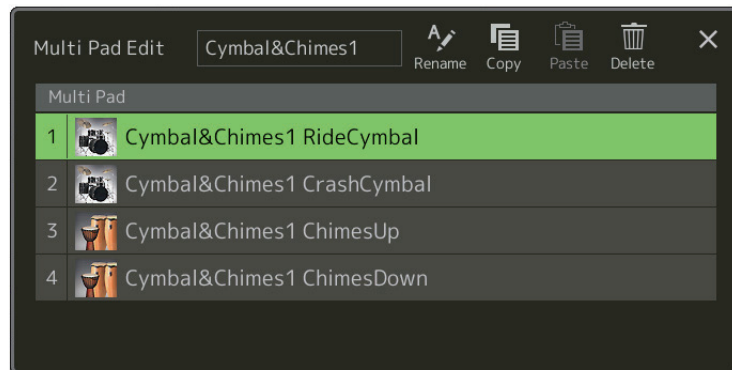 Multi Pad Edit Cymbal&Chimes1
Rename Copy Paste Delete
Multi Pad
1 Cymbal&Chimes1 RideCymbal
2 Cymbal&Chimes1 CrashCymbal
3 Cymbal&Chimes1 ChimesUp
4 Cymbal&Chimes1 ChimesDown